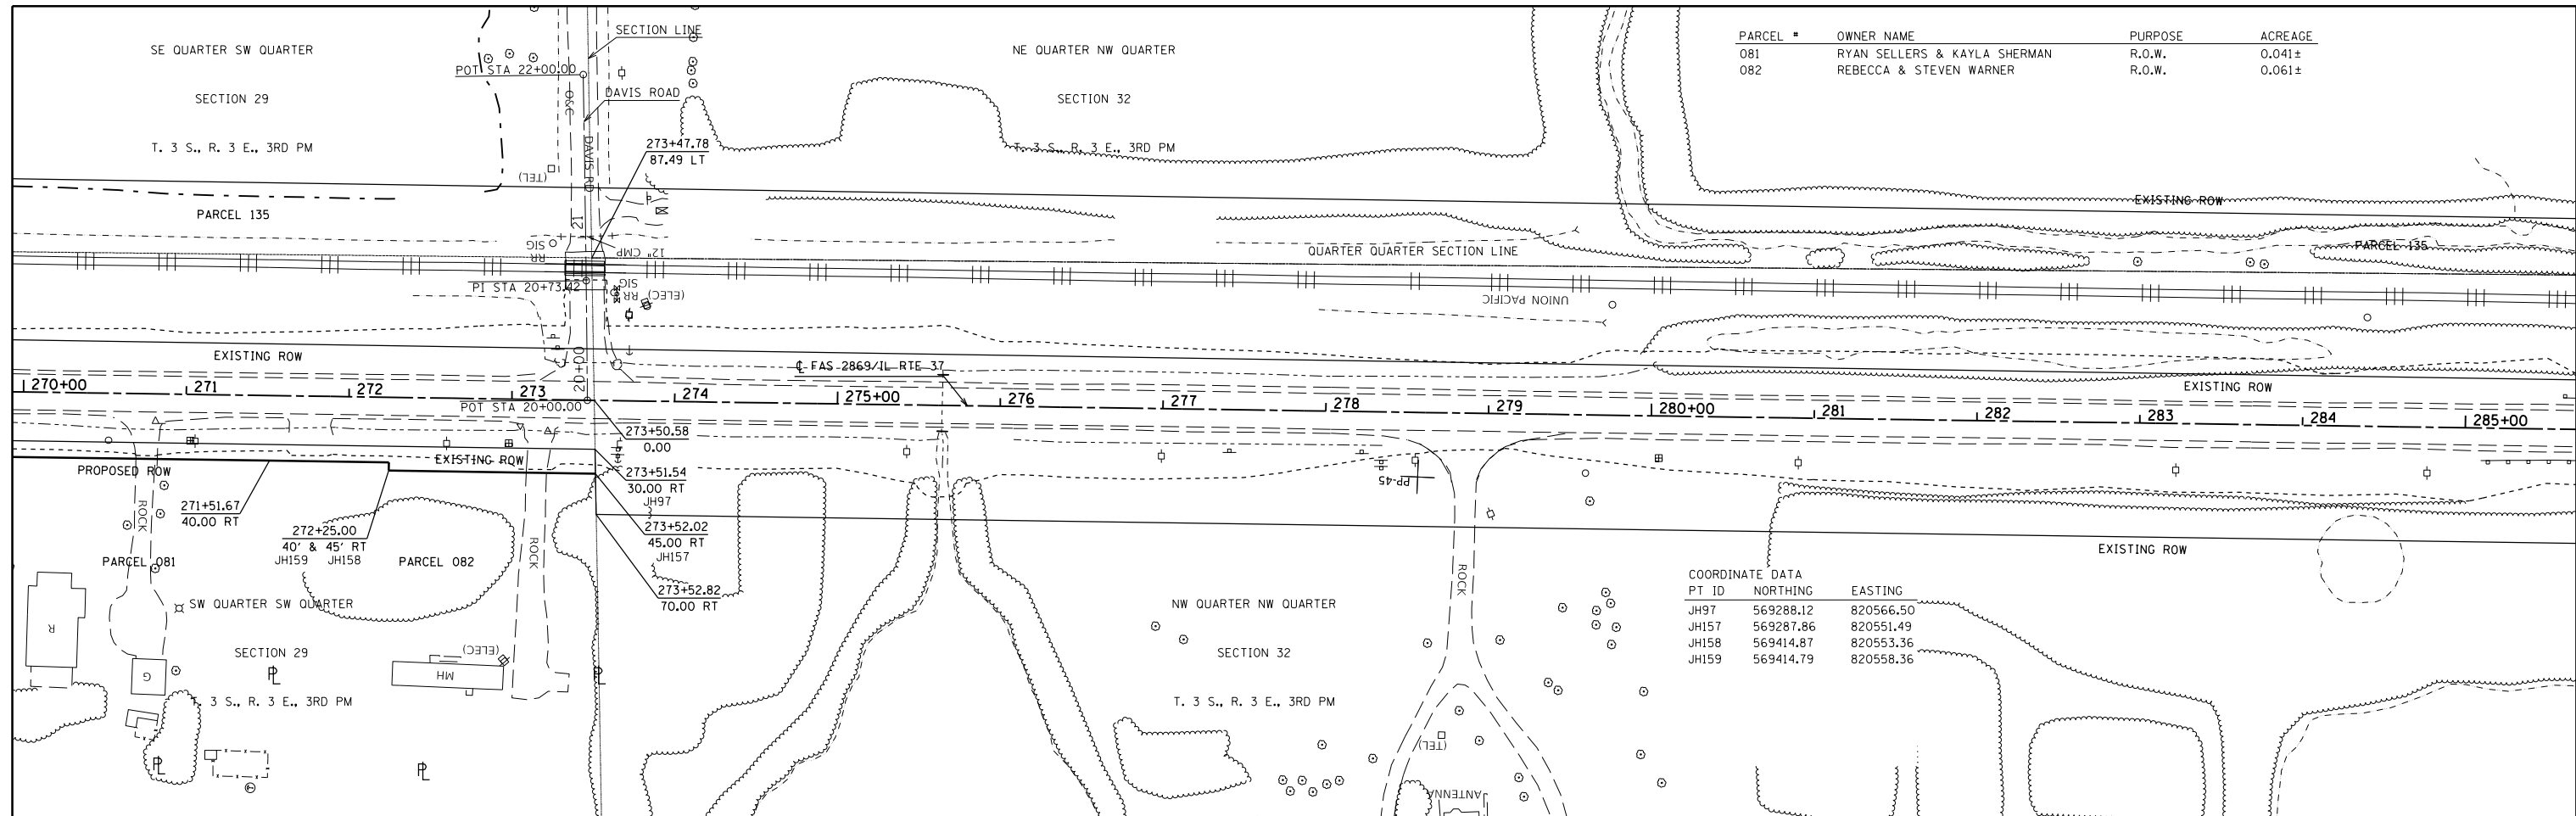 SECTION LINE
SE QUARTER SW QUARTER
NE QUARTER NW QUARTER
PARCEL # OWNER NAME PURPOSE ACREAGE
081 RYAN SELLERS & KAYLA SHERMAN R.O.W. 0.041±
082 REBECCA & STEVEN WARNER R.O.W. 0.061±
POT STA 22+00.00
SECTION 29
O&C
DAVIS ROAD
SECTION 32
T. 3 S., R. 3 E., 3RD PM
DAVIS RD
273+47.78
87.49 LT
T. 3 S., R. 3 E., 3RD PM
(TEL)
PARCEL 135
21
EXISTING ROW
RR
SIG
12" CMP
QUARTER QUARTER SECTION LINE
PARCEL 135
PI STA 20+73.42
RR
SIG
(ELEC)
UNION PACIFIC
EXISTING ROW
20+00
℄ FAS 2869/IL RTE 37
EXISTING ROW
270+00 271 272 273 274 275+00 276 277 278 279 280+00 281 282 283 284 285+00
POT STA 20+00.00
273+50.58
0.00
PROPOSED ROW
EXISTING ROW
273+51.54
30.00 RT
JH97
PP-45
271+51.67
40.00 RT
ROCK
272+25.00
40' & 45' RT
JH159 JH158
ROCK
273+52.02
45.00 RT
JH157
PARCEL 081
PARCEL 082
273+52.82
70.00 RT
ROCK
EXISTING ROW
COORDINATE DATA
PT ID NORTHING EASTING
JH97 569288.12 820566.50
JH157 569287.86 820551.49
JH158 569414.87 820553.36
JH159 569414.79 820558.36
SW QUARTER SW QUARTER
NW QUARTER NW QUARTER
R
SECTION 29
(ELEC)
SECTION 32
G
PL
MH
PL
T. 3 S., R. 3 E., 3RD PM
T. 3 S., R. 3 E., 3RD PM
(TEL)
PL
PL
ANTENNA